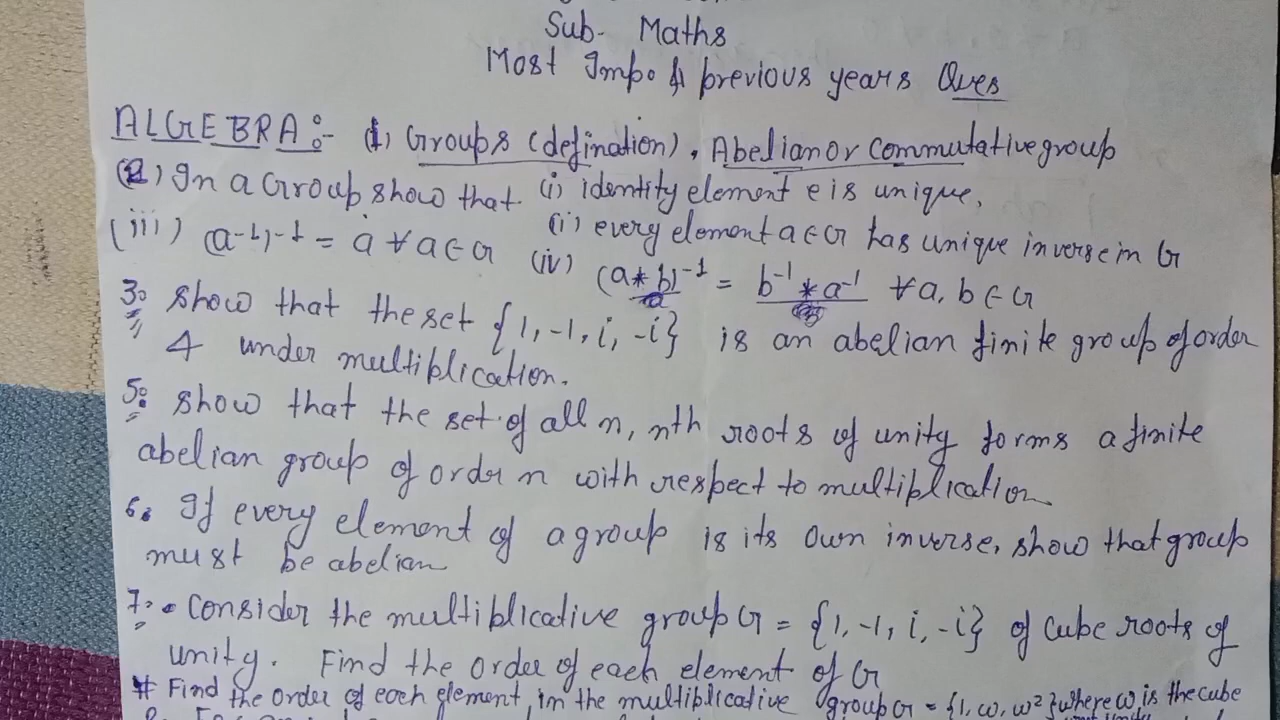 Sub- Maths
Most Impo & previous years Ques
ALGEBRA :- (1) Groups (defination), Abelian or commutative group
(2) In a Group show that (i) identity element e is unique,
(i) every element a ∈ G has unique inverse in G
(iii) (a-1)-1 = a ∀ a ∈ G (iv) (a * b)-1 = b-1 * a-1 ∀ a, b ∈ G
3. show that the set {1, -1, i, -i} is an abelian finite group of order
4 under multiplication.
5. show that the set of all n, nth roots of unity forms a finite
abelian group of order n with respect to multiplication
6. If every element of a group is its own inverse, show that group
must be abelian
7. Consider the multiplicative group G = {1, -1, i, -i} of cube roots of
unity. Find the order of each element of G
# Find the order of each element in the multiplicative group G = {1, ω, ω²} where ω is the cube